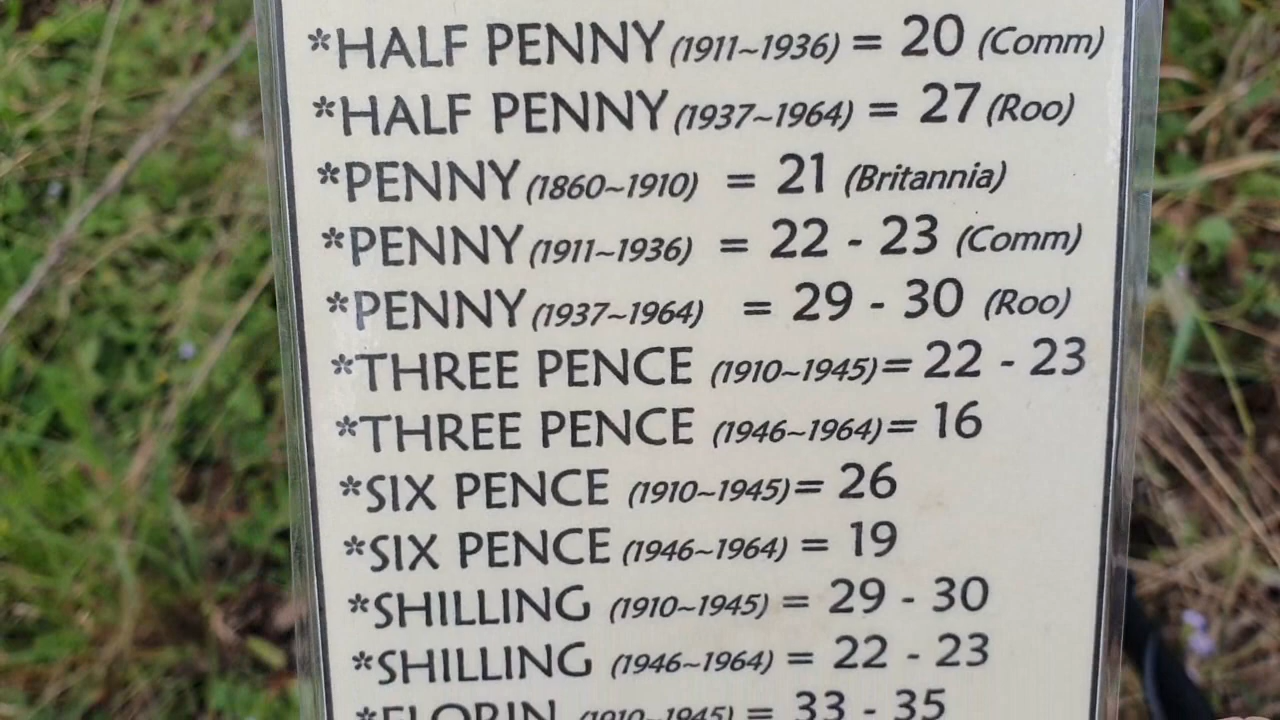 *HALF PENNY (1911~1936) = 20 (Comm)
*HALF PENNY (1937~1964) = 27 (Roo)
*PENNY (1860~1910) = 21 (Britannia)
*PENNY (1911~1936) = 22 - 23 (Comm)
*PENNY (1937~1964) = 29 - 30 (Roo)
*THREE PENCE (1910~1945) = 22 - 23
*THREE PENCE (1946~1964) = 16
*SIX PENCE (1910~1945) = 26
*SIX PENCE (1946~1964) = 19
*SHILLING (1910~1945) = 29 - 30
*SHILLING (1946~1964) = 22 - 23
*FLORIN (1910~1945) = 33 - 35